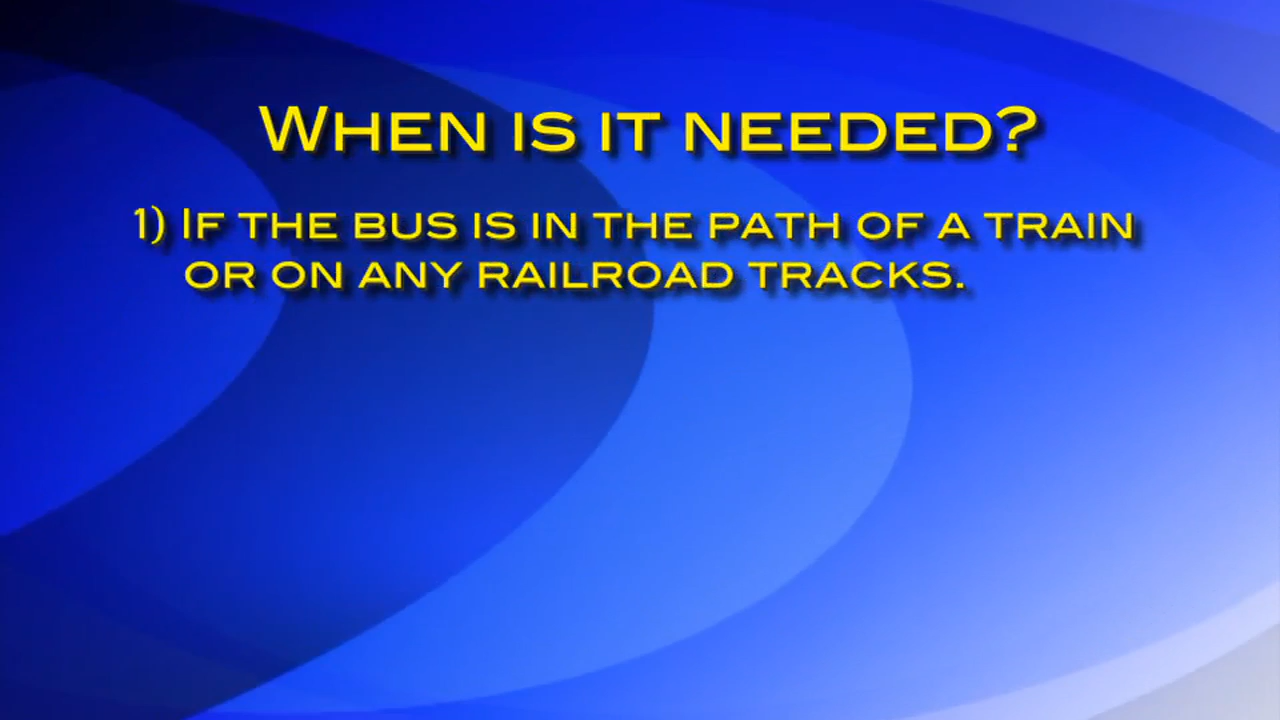 When is it needed?
1) If the bus is in the path of a train
or on any railroad tracks.